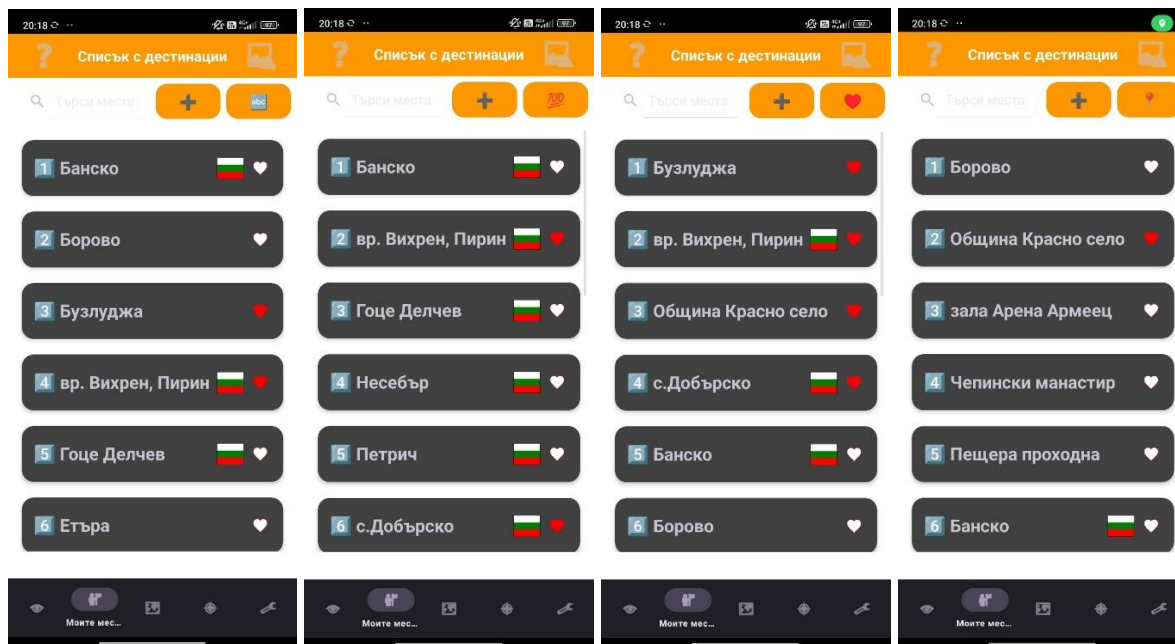 20:18
Списък с дестинации
Търси места
abc
1 Банско
2 Борово
3 Бузлуджа
4 вр. Вихрен, Пирин
5 Гоце Делчев
6 Етъра
Моите мес...
20:18
Списък с дестинации
Търси места
100
1 Банско
2 вр. Вихрен, Пирин
3 Гоце Делчев
4 Несебър
5 Петрич
6 с.Добърско
Моите мес...
20:18
Списък с дестинации
Търси места
1 Бузлуджа
2 вр. Вихрен, Пирин
3 Община Красно село
4 с.Добърско
5 Банско
6 Борово
Моите мес...
20:18
Списък с дестинации
Търси места
1 Борово
2 Община Красно село
3 зала Арена Армеец
4 Чепински манастир
5 Пещера проходна
6 Банско
Моите мес...